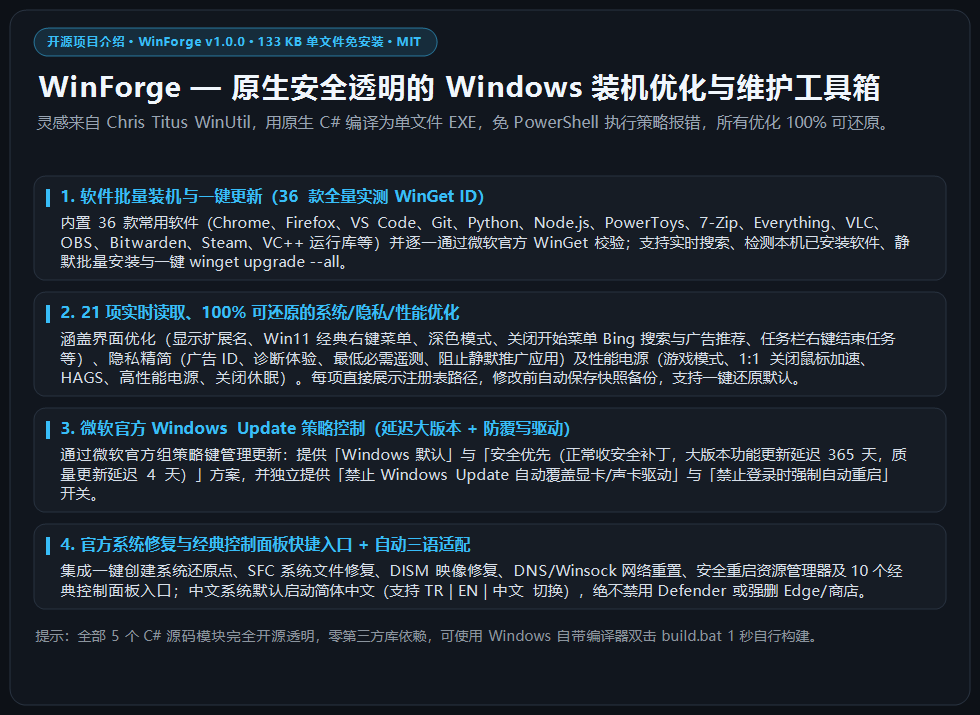 开源项目介绍 • WinForge v1.0.0 • 133 KB 单文件免安装 • MIT
WinForge — 原生安全透明的 Windows 装机优化与维护工具箱
灵感来自 Chris Titus WinUtil，用原生 C# 编译为单文件 EXE，免 PowerShell 执行策略报错，所有优化 100% 可还原。
1. 软件批量装机与一键更新（36 款全量实测 WinGet ID）
内置 36 款常用软件（Chrome、Firefox、VS Code、Git、Python、Node.js、PowerToys、7-Zip、Everything、VLC、
OBS、Bitwarden、Steam、VC++ 运行库等）并逐一通过微软官方 WinGet 校验；支持实时搜索、检测本机已安装软件、静
默批量安装与一键 winget upgrade --all。
2. 21 项实时读取、100% 可还原的系统/隐私/性能优化
涵盖界面优化（显示扩展名、Win11 经典右键菜单、深色模式、关闭开始菜单 Bing 搜索与广告推荐、任务栏右键结束任务
等）、隐私精简（广告 ID、诊断体验、最低必需遥测、阻止静默推广应用）及性能电源（游戏模式、1:1 关闭鼠标加速、
HAGS、高性能电源、关闭休眠）。每项直接展示注册表路径，修改前自动保存快照备份，支持一键还原默认。
3. 微软官方 Windows Update 策略控制（延迟大版本 + 防覆写驱动）
通过微软官方组策略键管理更新：提供「Windows 默认」与「安全优先（正常收安全补丁，大版本功能更新延迟 365 天，质
量更新延迟 4 天）」方案，并独立提供「禁止 Windows Update 自动覆盖显卡/声卡驱动」与「禁止登录时强制自动重启」
开关。
4. 官方系统修复与经典控制面板快捷入口 + 自动三语适配
集成一键创建系统还原点、SFC 系统文件修复、DISM 映像修复、DNS/Winsock 网络重置、安全重启资源管理器及 10 个经
典控制面板入口；中文系统默认启动简体中文（支持 TR | EN | 中文 切换），绝不禁用 Defender 或强删 Edge/商店。
提示：全部 5 个 C# 源码模块完全开源透明，零第三方库依赖，可使用 Windows 自带编译器双击 build.bat 1 秒自行构建。